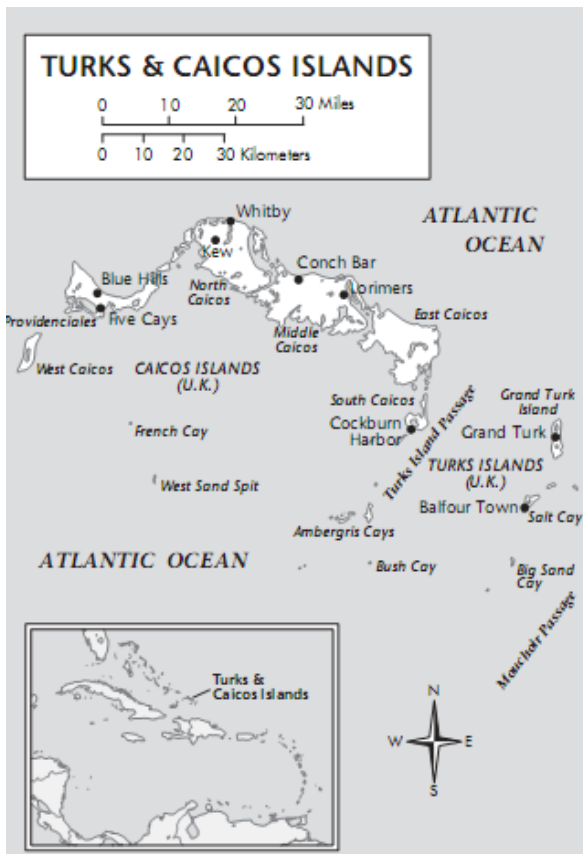 TURKS & CAICOS ISLANDS
0 10 20 30 Miles
0 10 20 30 Kilometers
Whitby
ATLANTIC
OCEAN
Kew
Conch Bar
Blue Hills
North
Caicos
Lorimers
Providenciales
Five Cays
East Caicos
Middle
Caicos
West Caicos
CAICOS ISLANDS
(U.K.)
South Caicos
Grand Turk
Island
Cockburn
Harbor
French Cay
Grand Turk
Turks Island Passage
TURKS ISLANDS
(U.K.)
West Sand Spit
Balfour Town
Salt Cay
Ambergris Cays
ATLANTIC OCEAN
Bush Cay
Big Sand
Cay
Mouchoir Passage
Turks &
Caicos Islands
N
W
E
S